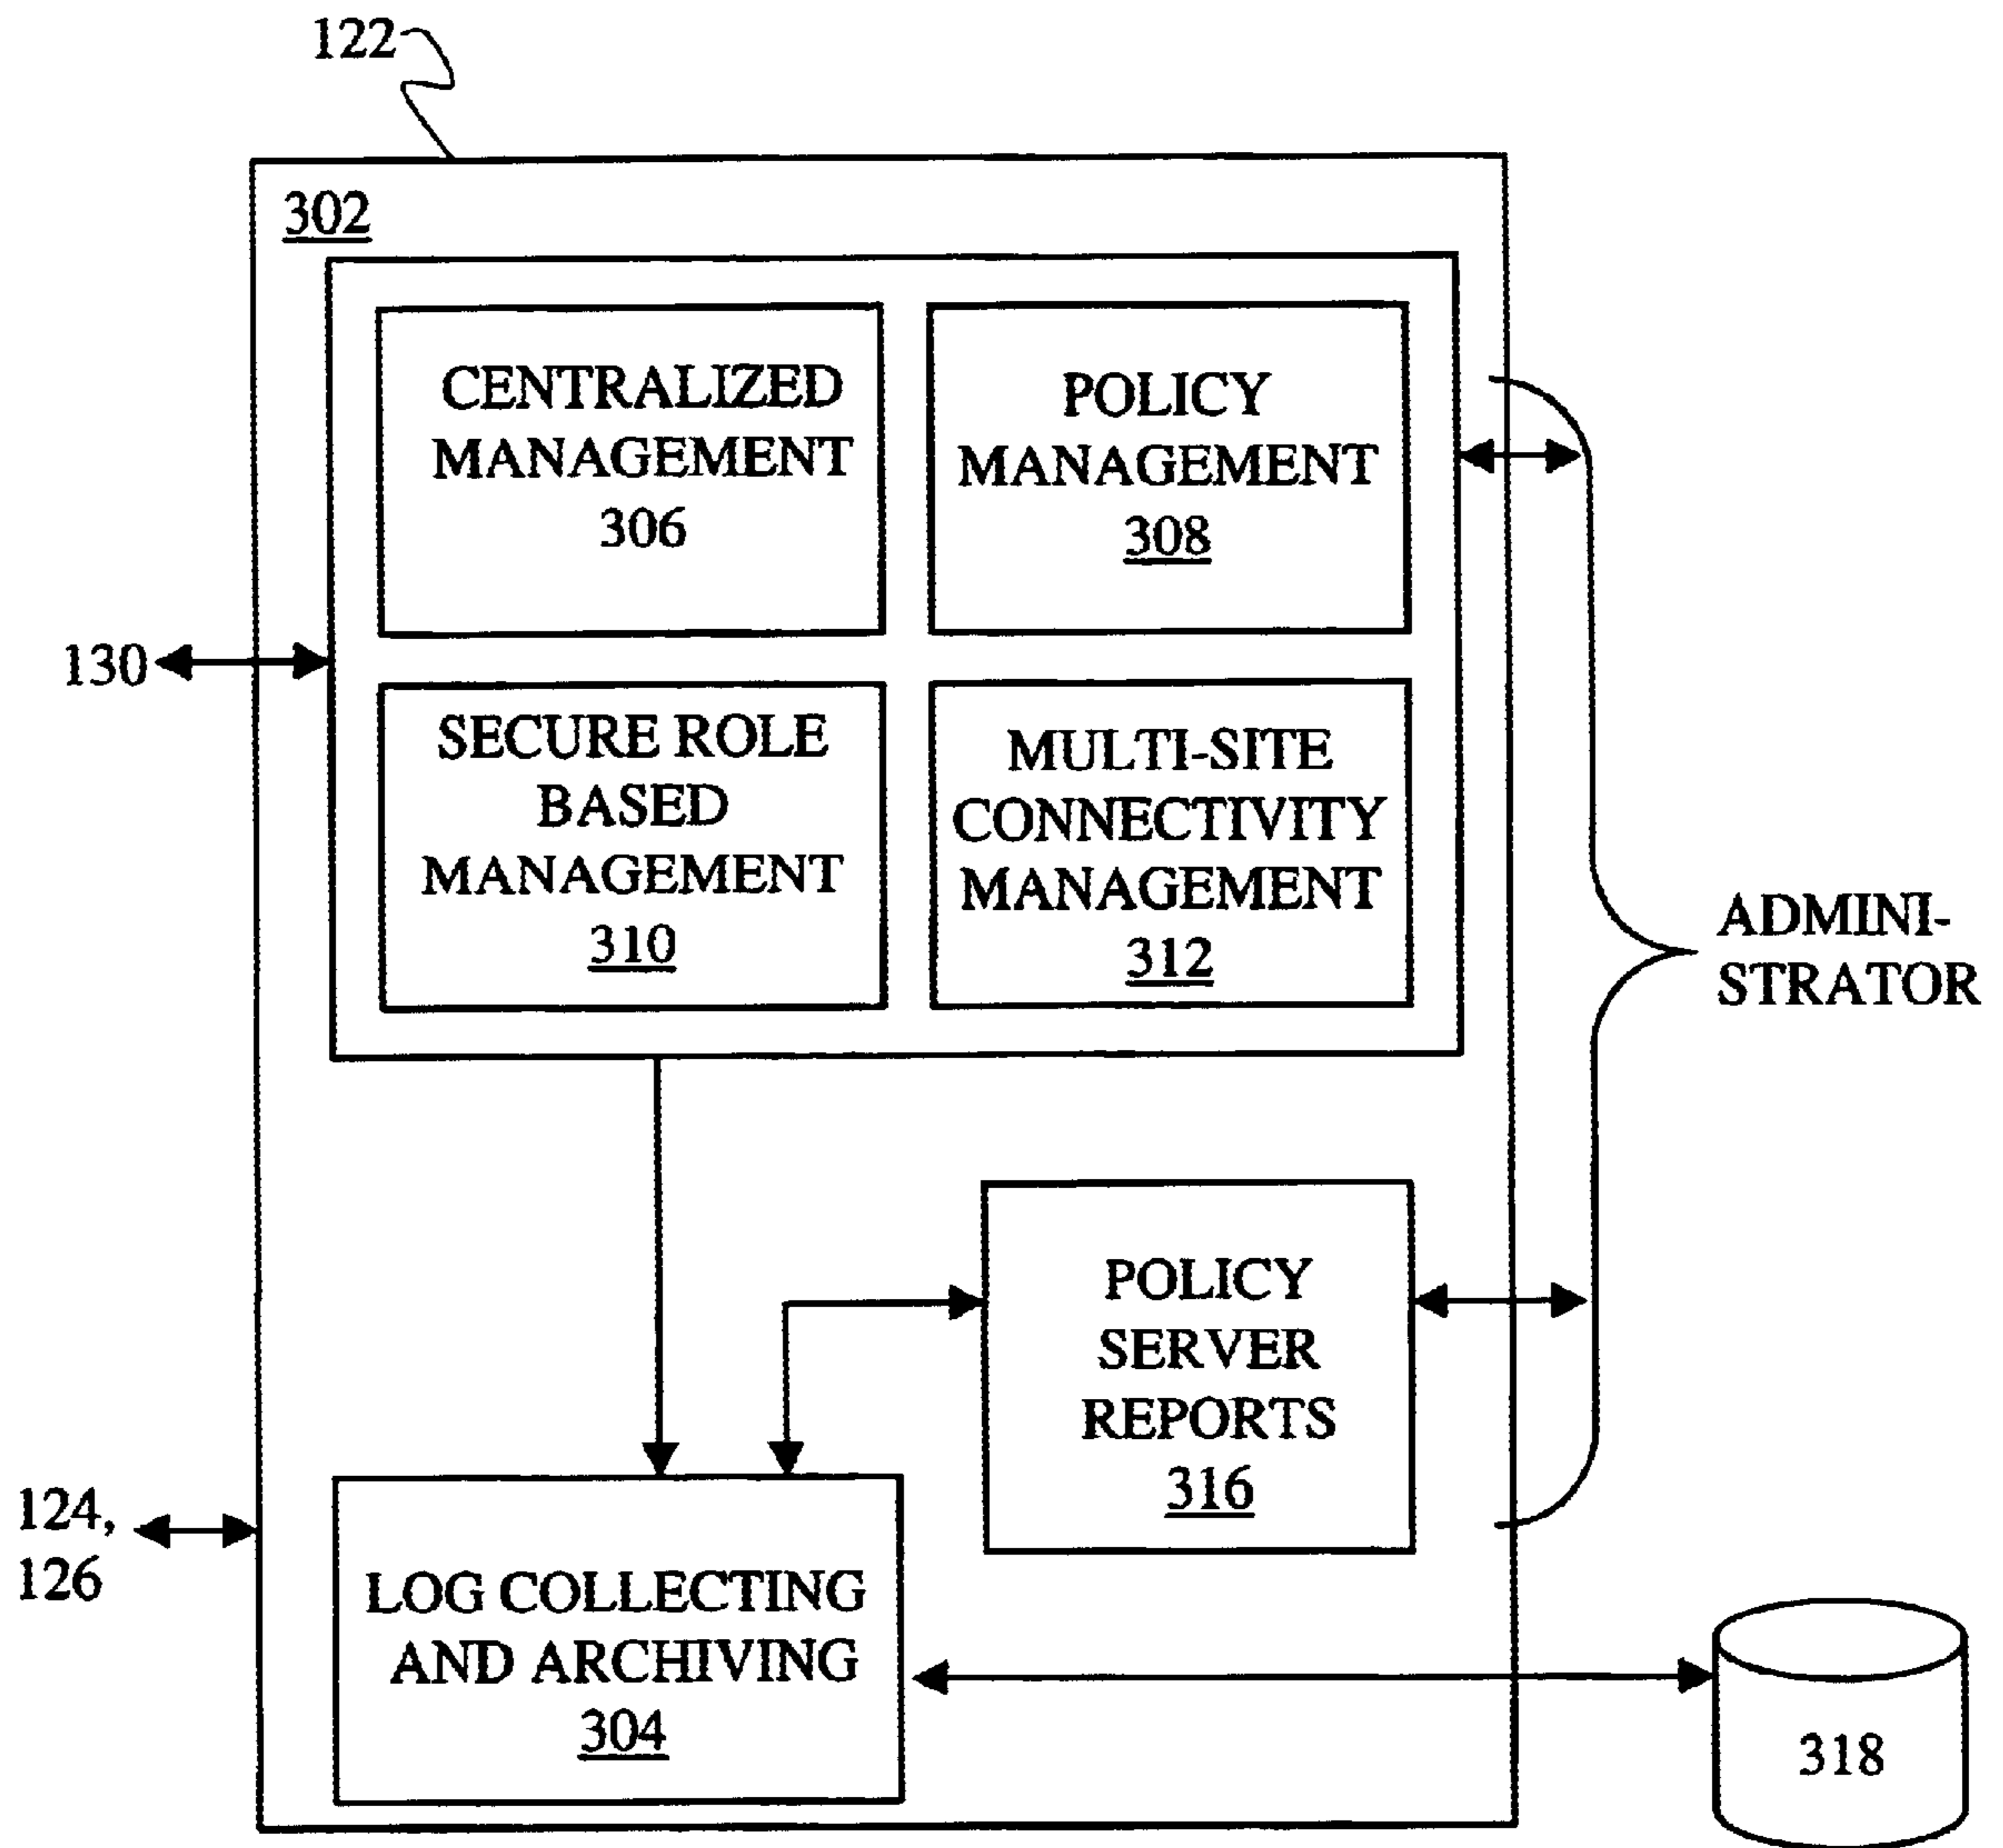 122
302
CENTRALIZED
MANAGEMENT
306
POLICY
MANAGEMENT
308
130
SECURE ROLE
BASED
MANAGEMENT
310
MULTI-SITE
CONNECTIVITY
MANAGEMENT
312
ADMINI-
STRATOR
POLICY
SERVER
REPORTS
316
124,
126
LOG COLLECTING
AND ARCHIVING
304
318